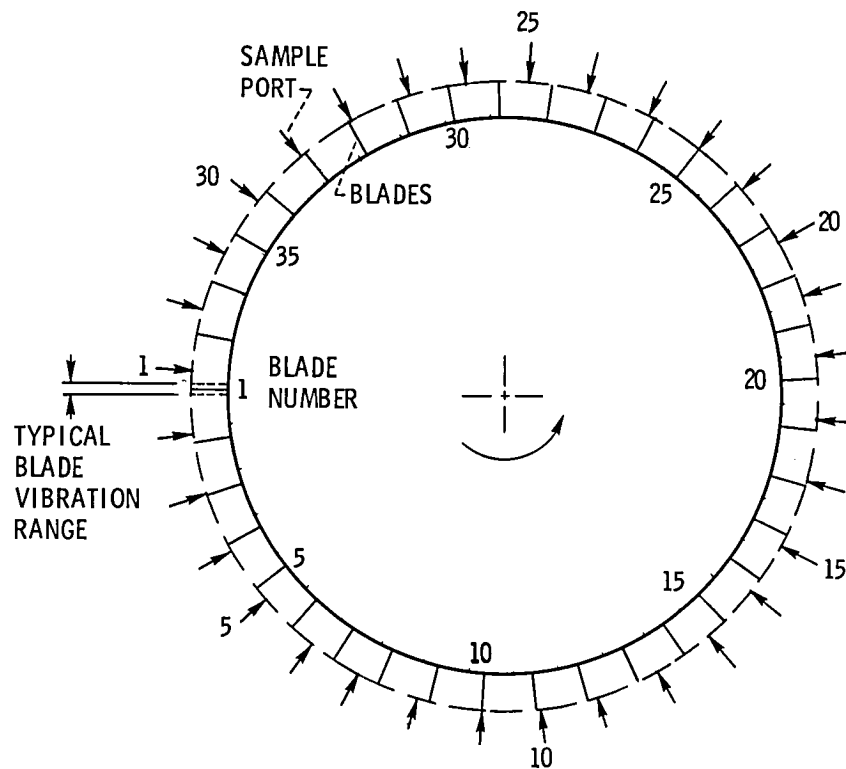 25
SAMPLE
PORT
30
BLADES
30
25
20
35
1
BLADE
NUMBER
1
20
TYPICAL
BLADE
VIBRATION
RANGE
5
5
15
15
10
10